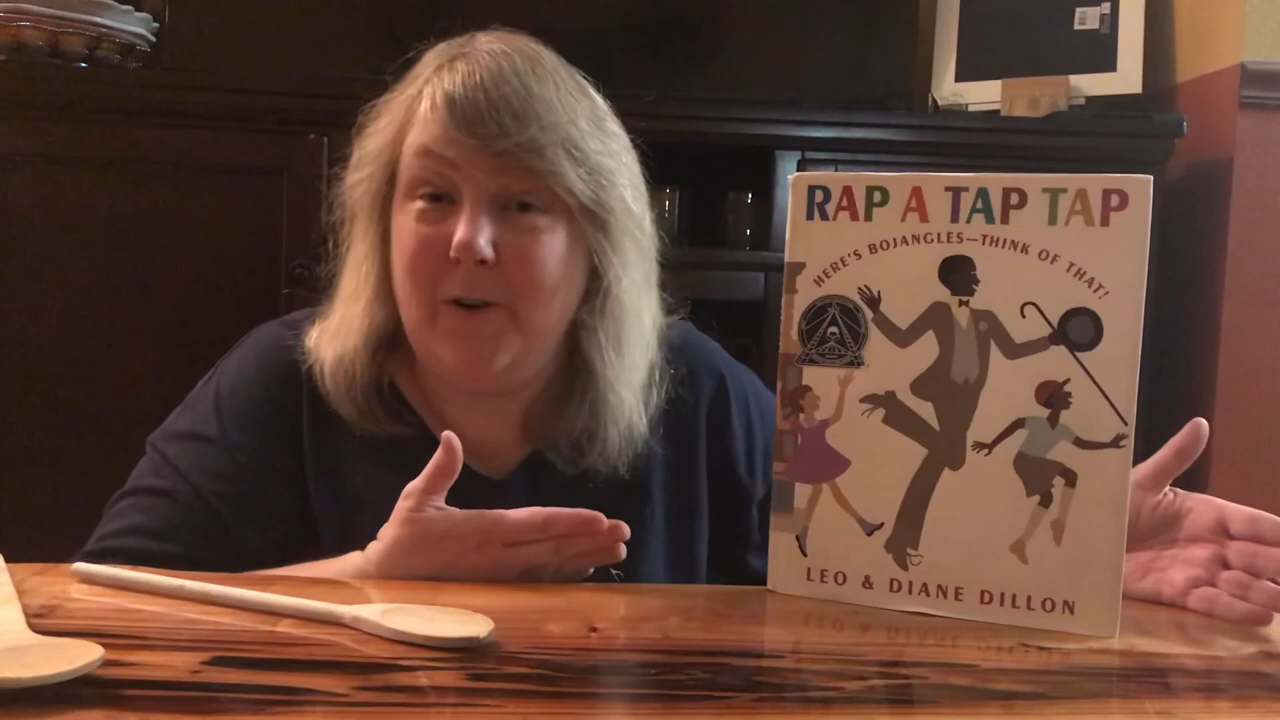 RAP A TAP TAP
HERE'S BOJANGLES—THINK OF THAT!
LEO & DIANE DILLON